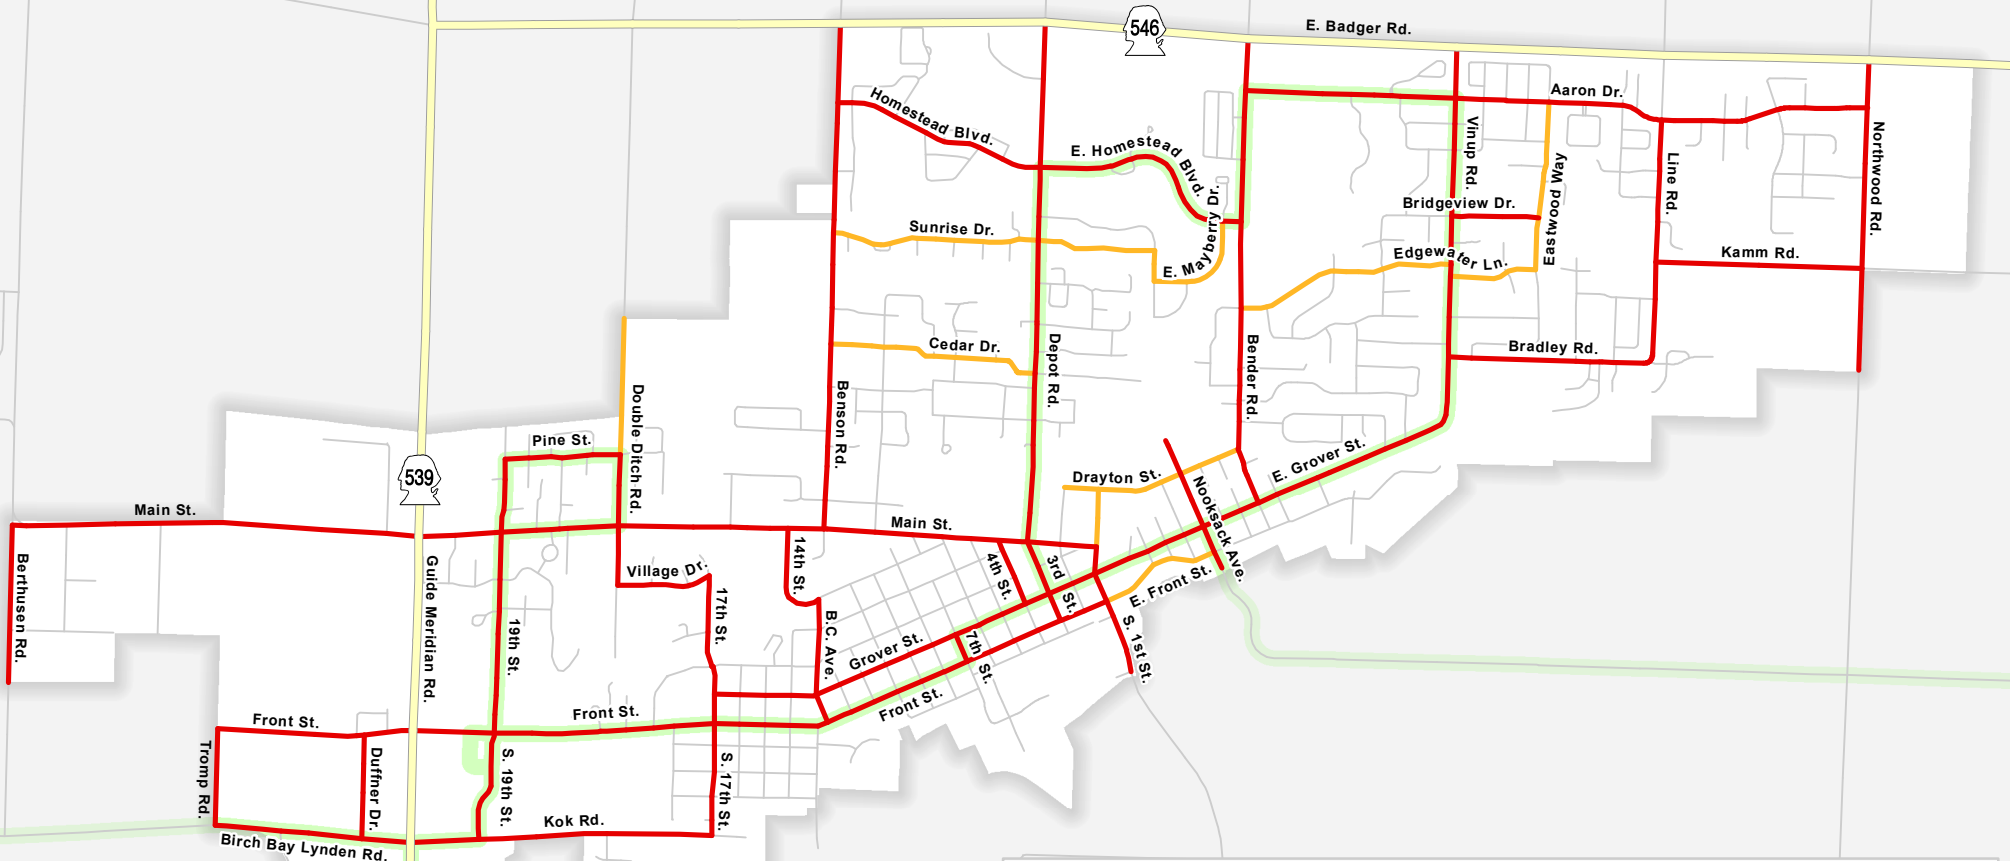 E. Badger Rd.
546
Aaron Dr.
Homestead Blvd.
E. Homestead Blvd.
Vinup Rd.
Eastwood Way
Line Rd.
Northwood Rd.
Bridgeview Dr.
Sunrise Dr.
E. Mayberry Dr.
Edgewater Ln.
Kamm Rd.
Cedar Dr.
Depot Rd.
Bender Rd.
Bradley Rd.
Benson Rd.
Double Ditch Rd.
Pine St.
539
Drayton St.
E. Grover St.
Nooksack Ave.
Main St.
Main St.
Berthusen Rd.
Guide Meridian Rd.
Village Dr.
14th St.
4th St.
3rd St.
E. Front St.
17th St.
19th St.
B.C. Ave.
Grover St.
7th St.
S. 1st St.
Front St.
Front St.
Front St.
Tromp Rd.
Duffner Dr.
S. 19th St.
S. 17th St.
Kok Rd.
Birch Bay Lynden Rd.